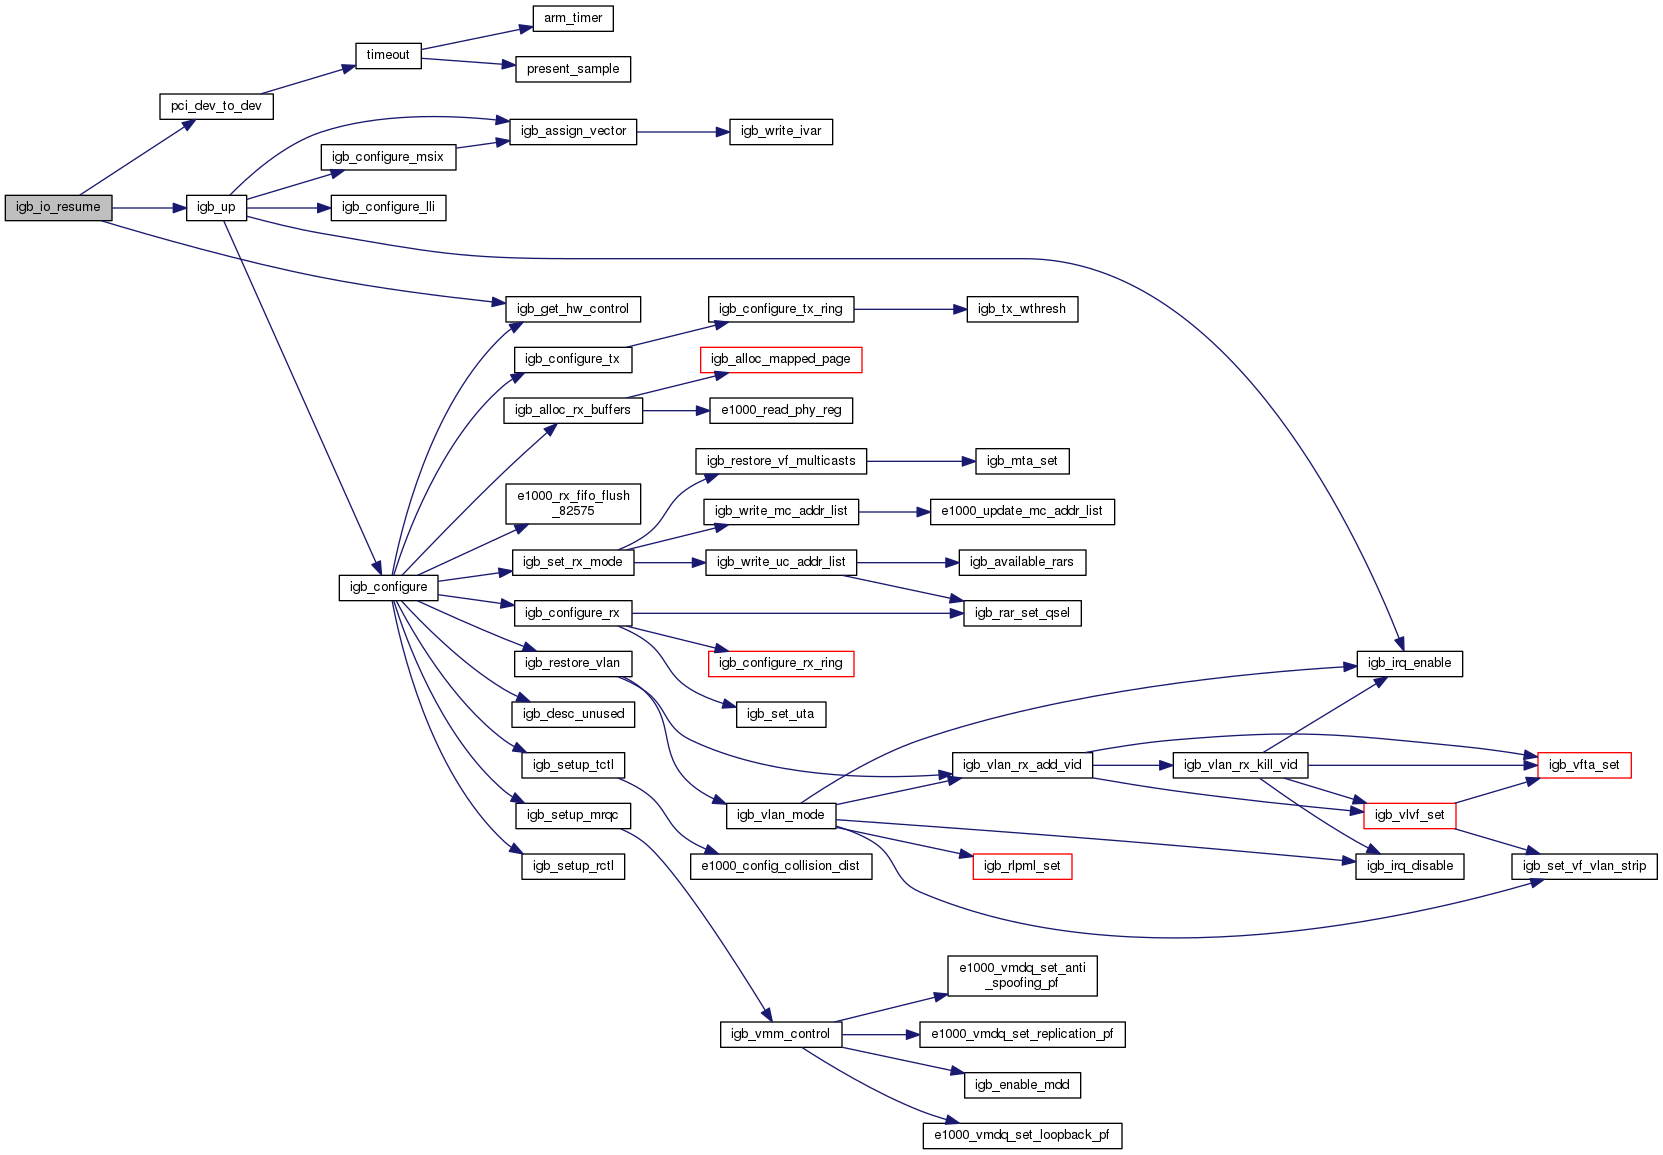 arm_timer
timeout
present_sample
pci_dev_to_dev
igb_assign_vector
igb_write_ivar
igb_configure_msix
igb_io_resume
igb_up
igb_configure_lli
igb_get_hw_control
igb_configure_tx_ring
igb_tx_wthresh
igb_configure_tx
igb_alloc_mapped_page
igb_alloc_rx_buffers
e1000_read_phy_reg
igb_restore_vf_multicasts
igb_mta_set
e1000_rx_fifo_flush
_82575
igb_write_mc_addr_list
e1000_update_mc_addr_list
igb_set_rx_mode
igb_write_uc_addr_list
igb_available_rars
igb_configure
igb_configure_rx
igb_rar_set_qsel
igb_restore_vlan
igb_configure_rx_ring
igb_irq_enable
igb_desc_unused
igb_set_uta
igb_setup_tctl
igb_vlan_rx_add_vid
igb_vlan_rx_kill_vid
igb_vfta_set
igb_setup_mrqc
igb_vlan_mode
igb_vlvf_set
igb_setup_rctl
e1000_config_collision_dist
igb_rlpml_set
igb_irq_disable
igb_set_vf_vlan_strip
e1000_vmdq_set_anti
_spoofing_pf
igb_vmm_control
e1000_vmdq_set_replication_pf
igb_enable_mdd
e1000_vmdq_set_loopback_pf